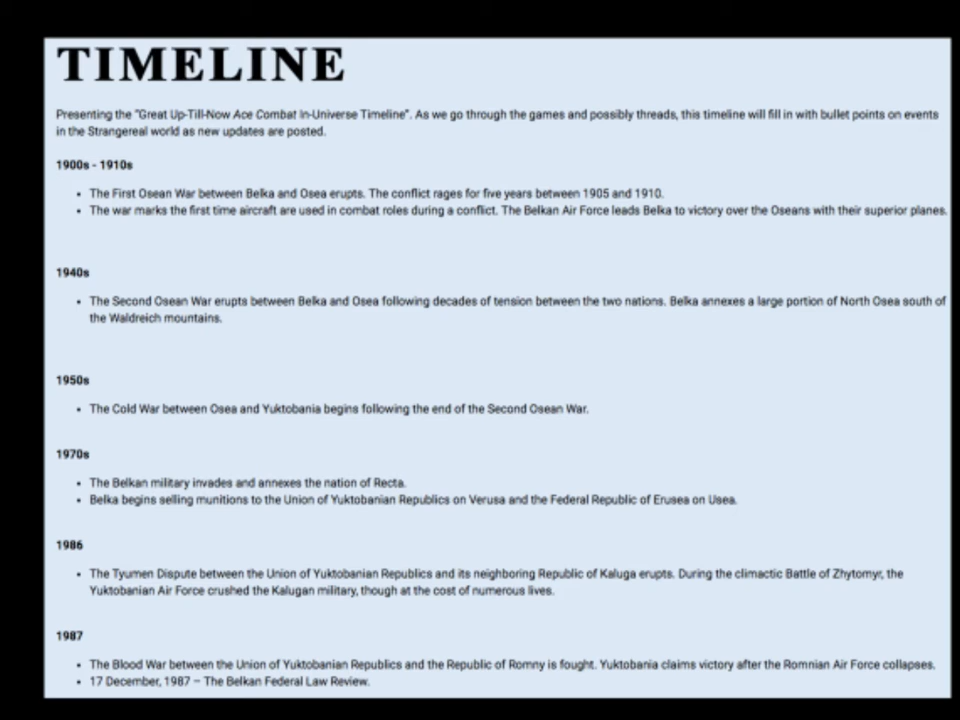 TIMELINE
Presenting the "Great Up-Till-Now Ace Combat In-Universe Timeline". As we go through the games and possibly threads, this timeline will fill in with bullet points on events
in the Strangereal world as new updates are posted.
1900s - 1910s
• The First Osean War between Belka and Osea erupts. The conflict rages for five years between 1905 and 1910.
• The war marks the first time aircraft are used in combat roles during a conflict. The Belkan Air Force leads Belka to victory over the Oseans with their superior planes.
1940s
• The Second Osean War erupts between Belka and Osea following decades of tension between the two nations. Belka annexes a large portion of North Osea south of
the Waldreich mountains.
1950s
• The Cold War between Osea and Yuktobania begins following the end of the Second Osean War.
1970s
• The Belkan military invades and annexes the nation of Recta.
• Belka begins selling munitions to the Union of Yuktobanian Republics on Verusa and the Federal Republic of Erusea on Usea.
1986
• The Tyumen Dispute between the Union of Yuktobanian Republics and its neighboring Republic of Kaluga erupts. During the climactic Battle of Zhytomyr, the
Yuktobanian Air Force crushed the Kalugan military, though at the cost of numerous lives.
1987
• The Blood War between the Union of Yuktobanian Republics and the Republic of Romny is fought. Yuktobania claims victory after the Romnian Air Force collapses.
• 17 December, 1987 – The Belkan Federal Law Review.